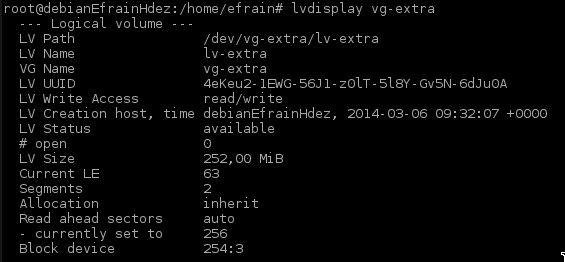 root@debianEfrainHdez:/home/efrain# lvdisplay vg-extra
--- Logical volume ---
LV Path /dev/vg-extra/lv-extra
LV Name lv-extra
VG Name vg-extra
LV UUID 4eKeu2-1EWG-56J1-z0lT-5l8Y-Gv5N-6dJu0A
LV Write Access read/write
LV Creation host, time debianEfrainHdez, 2014-03-06 09:32:07 +0000
LV Status available
# open 0
LV Size 252,00 MiB
Current LE 63
Segments 2
Allocation inherit
Read ahead sectors auto
- currently set to 256
Block device 254:3